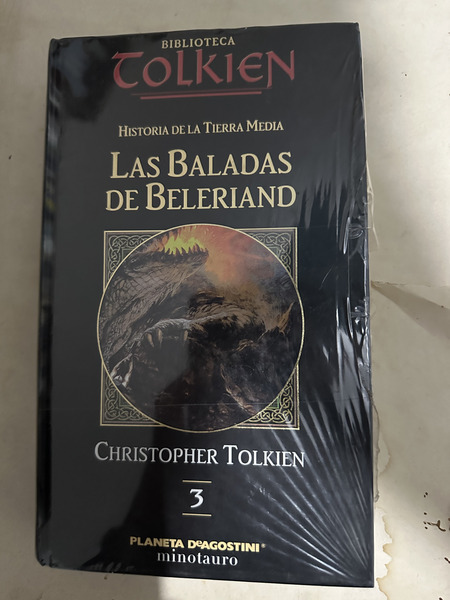 BIBLIOTECA
TOLKIEN
HISTORIA DE LA TIERRA MEDIA
LAS BALADAS
DE BELERIAND
CHRISTOPHER TOLKIEN
3
PLANETA DeAGOSTINI®
minotauro